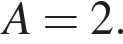 A = 2.